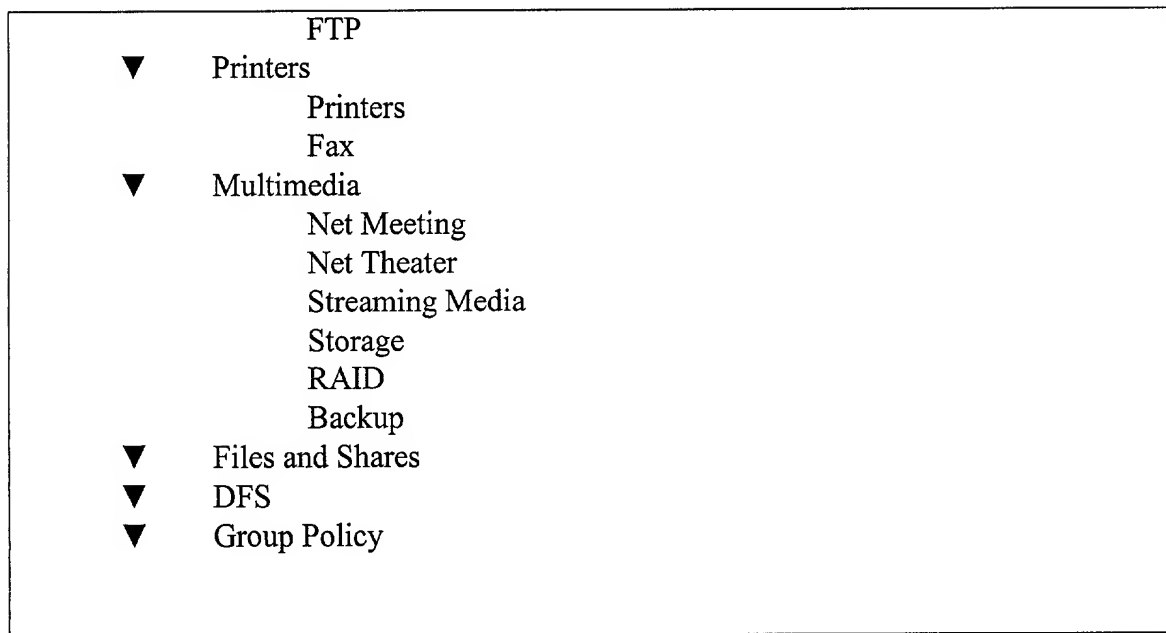 FTP
▼ Printers
Printers
Fax
▼ Multimedia
Net Meeting
Net Theater
Streaming Media
Storage
RAID
Backup
▼ Files and Shares
▼ DFS
▼ Group Policy